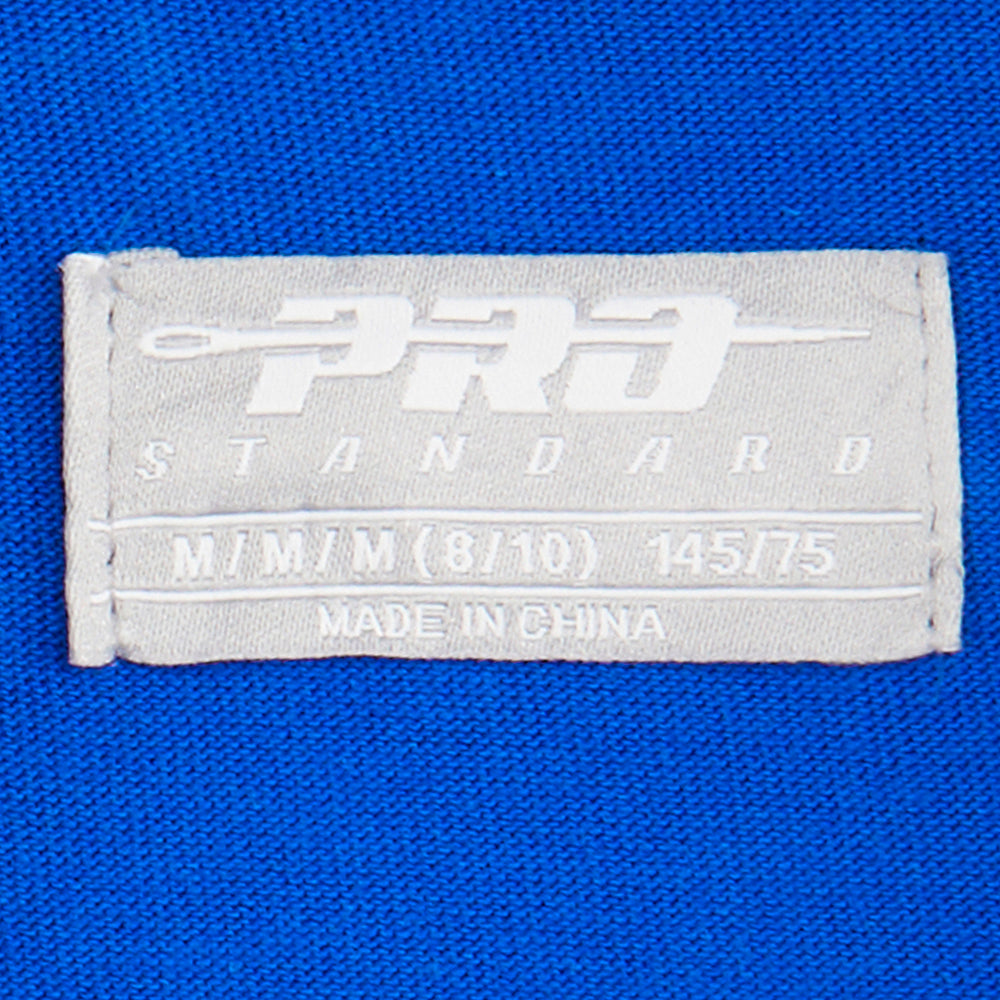 PRO
STANDARD
M/M/M (8/10) 145/75
MADE IN CHINA